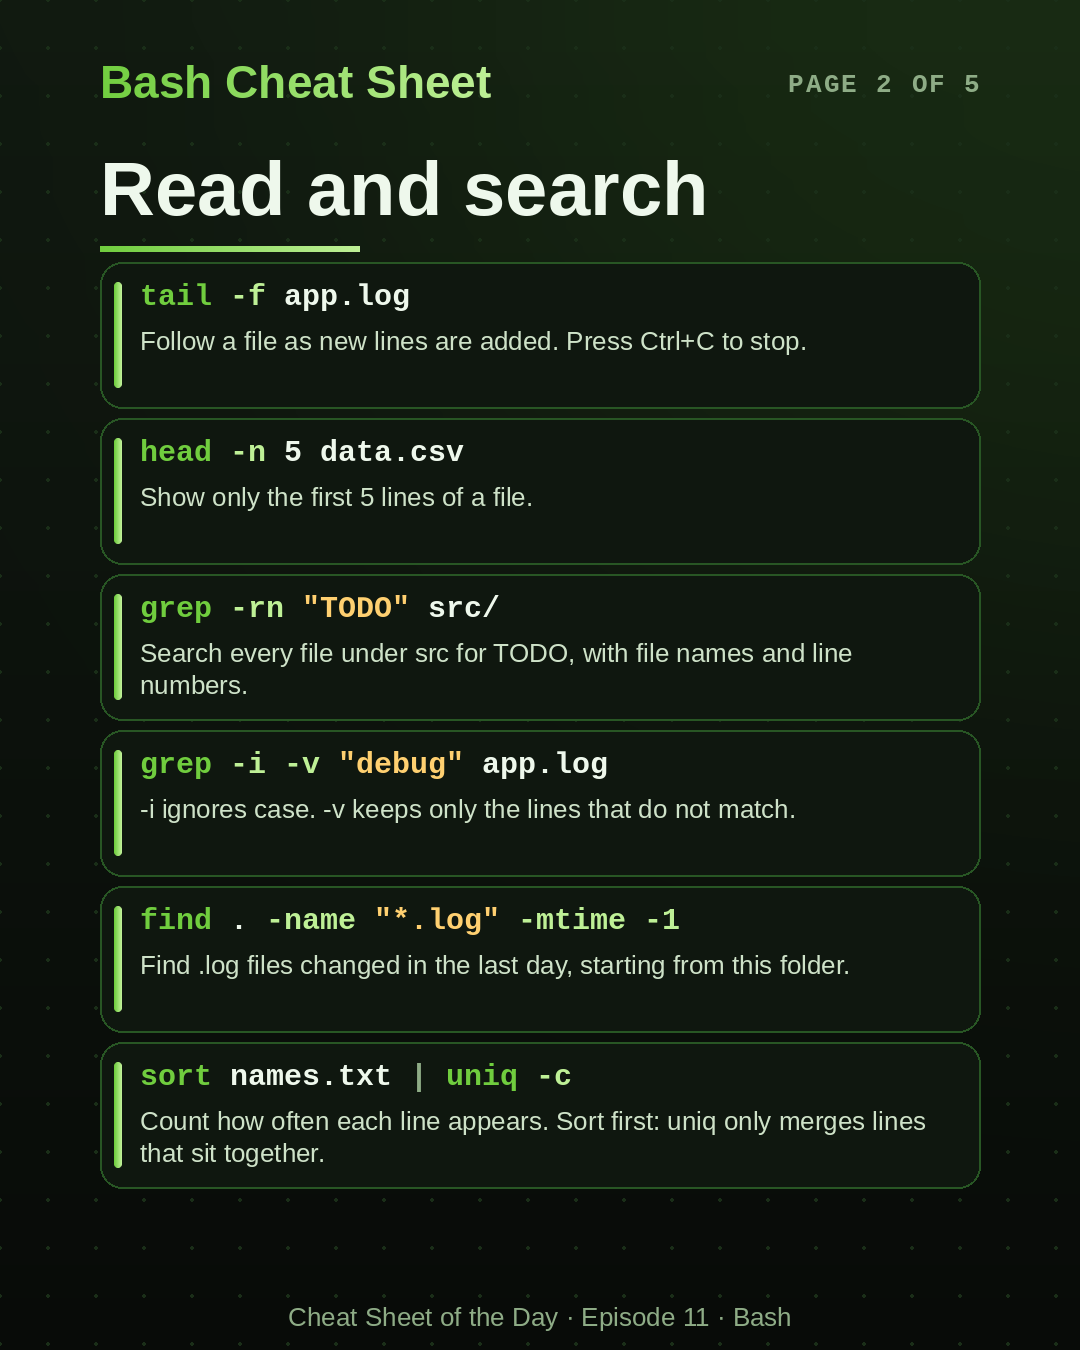 Bash Cheat Sheet
PAGE 2 OF 5
Read and search
tail -f app.log
Follow a file as new lines are added. Press Ctrl+C to stop.
head -n 5 data.csv
Show only the first 5 lines of a file.
grep -rn "TODO" src/
Search every file under src for TODO, with file names and line
numbers.
grep -i -v "debug" app.log
-i ignores case. -v keeps only the lines that do not match.
find . -name "*.log" -mtime -1
Find .log files changed in the last day, starting from this folder.
sort names.txt | uniq -c
Count how often each line appears. Sort first: uniq only merges lines
that sit together.
Cheat Sheet of the Day · Episode 11 · Bash